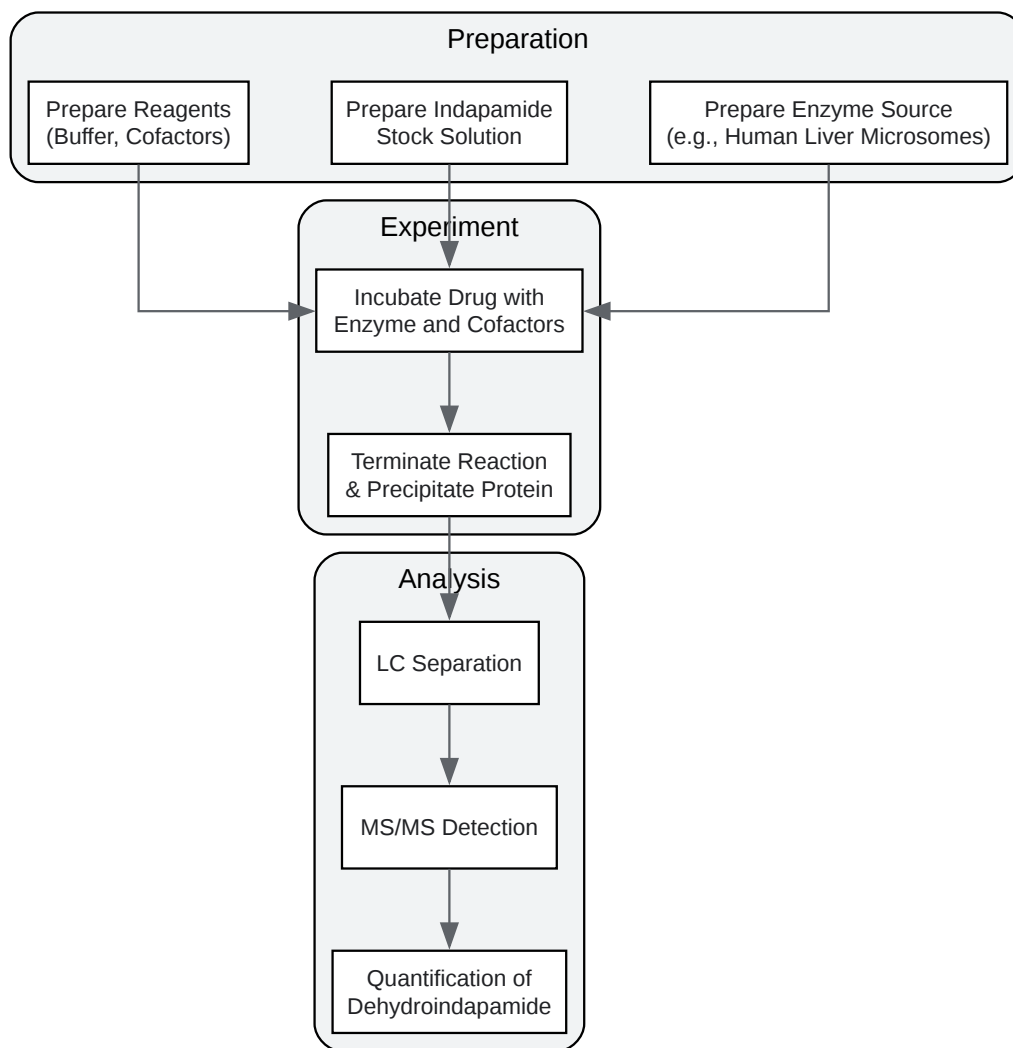 Preparation
Prepare Reagents
(Buffer, Cofactors)
Prepare Indapamide
Stock Solution
Prepare Enzyme Source
(e.g., Human Liver Microsomes)
Experiment
Incubate Drug with
Enzyme and Cofactors
Terminate Reaction
& Precipitate Protein
Analysis
LC Separation
MS/MS Detection
Quantification of
Dehydroindapamide